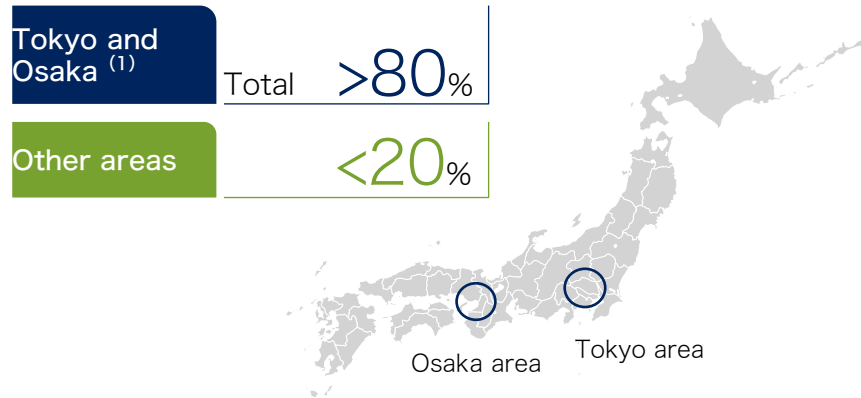 Tokyo and
Osaka (1)
Total >80%
Other areas
<20%
Osaka area
Tokyo area